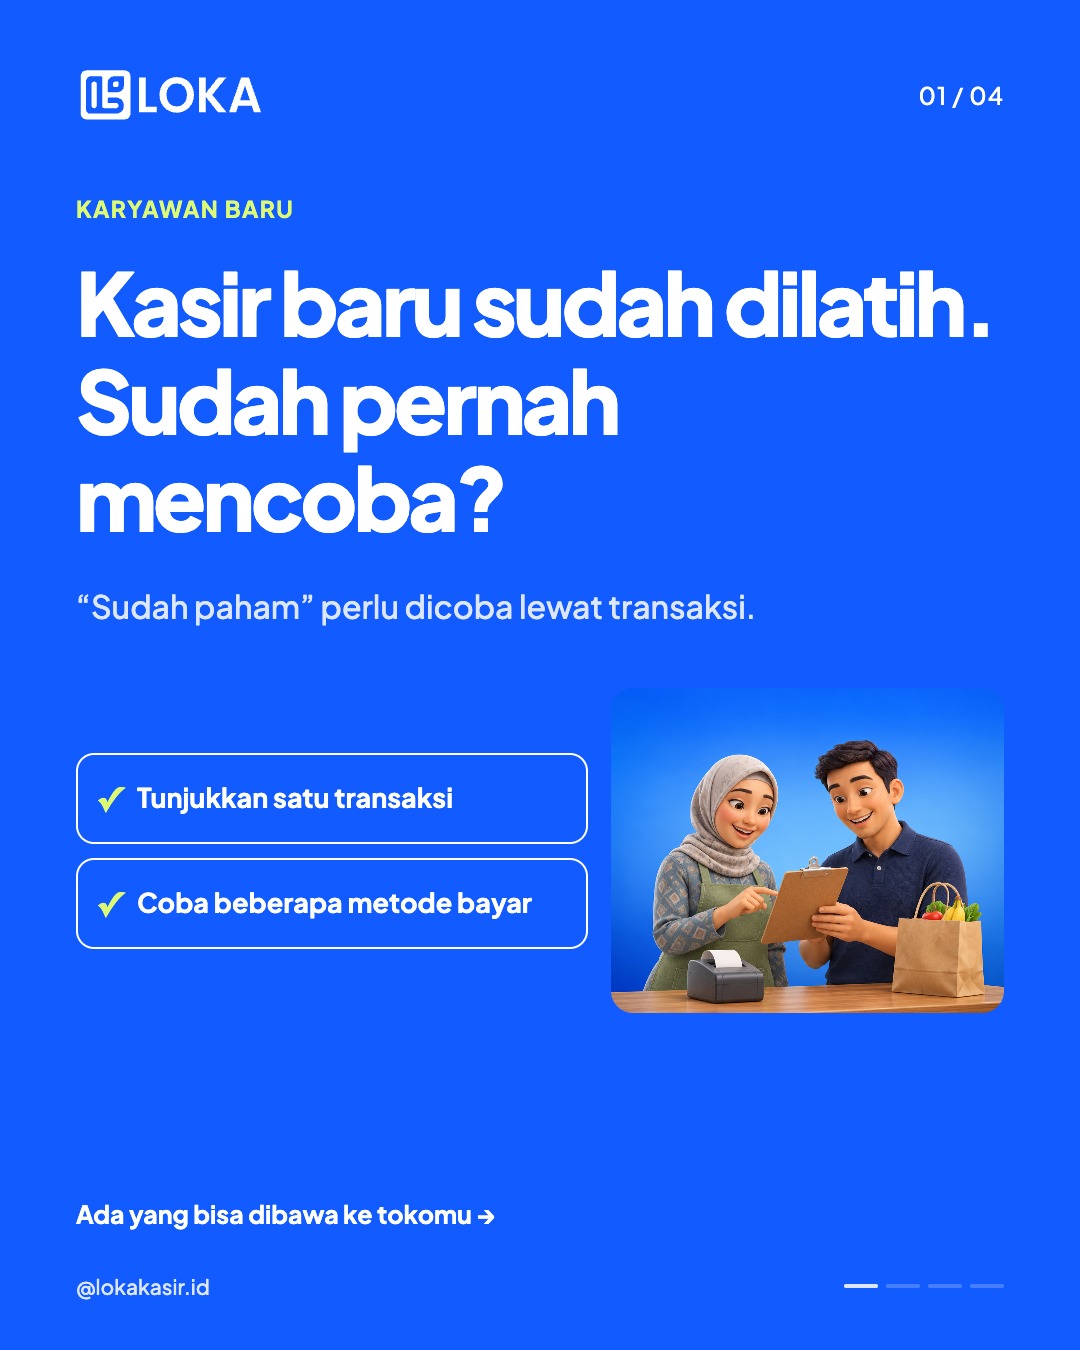 LOKA
01 / 04
KARYAWAN BARU
Kasir baru sudah dilatih.
Sudah pernah
mencoba?
“Sudah paham” perlu dicoba lewat transaksi.
✓ Tunjukkan satu transaksi
✓ Coba beberapa metode bayar
Ada yang bisa dibawa ke tokomu →
@lokakasir.id